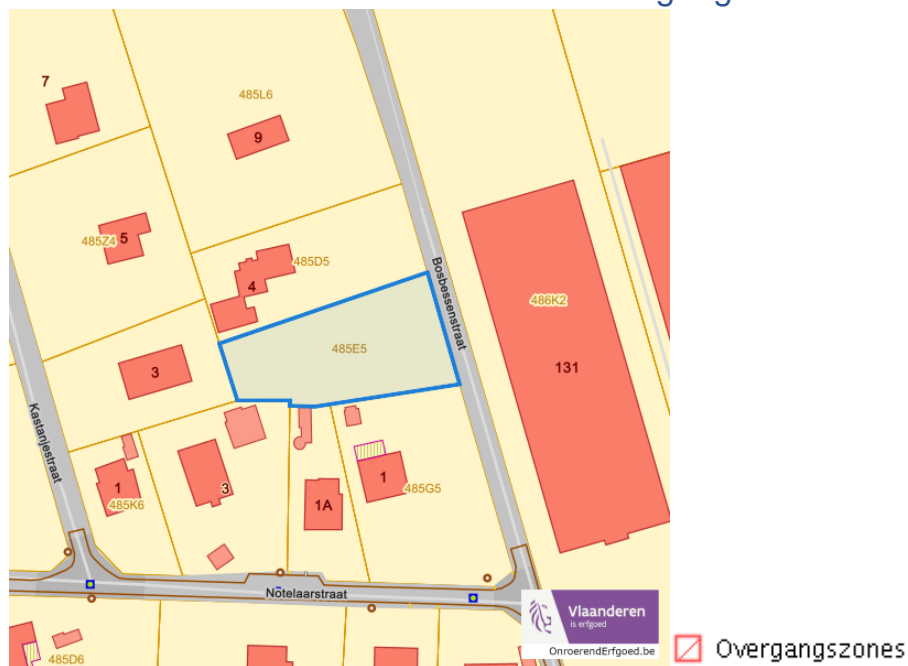 7
485L6
9
5
485Z4
485D5
4
Bosbessenstraat
486K2
485E5
131
3
Kastanjestraat
1
485K6
3
1A
1
485G5
Notelaarstraat
485D6
Vlaanderen
is erfgoed
OnroerendErfgoed.be
Overgangszones